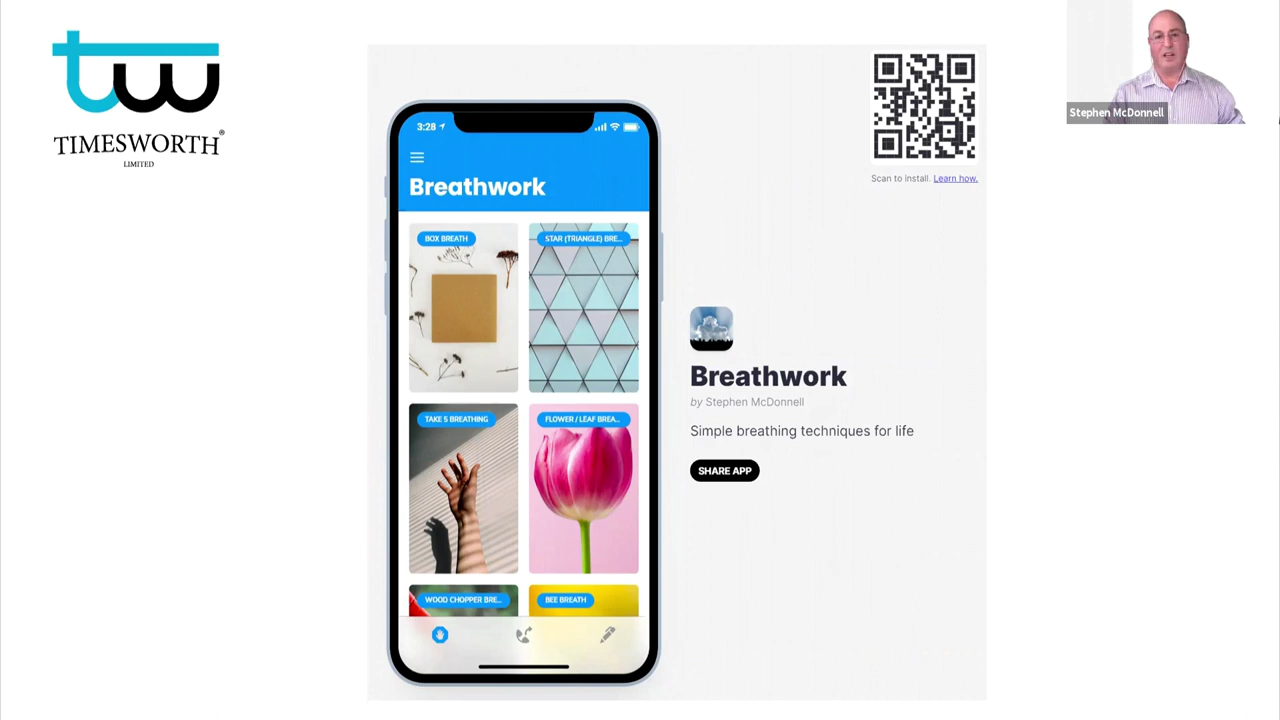 tw
TIMESWORTH®
LIMITED
Stephen McDonnell
Scan to install. Learn how.
3:28
Breathwork
BOX BREATH
STAR (TRIANGLE) BRE...
TAKE 5 BREATHING
FLOWER / LEAF BREA...
WOOD CHOPPER BRE...
BEE BREATH
Breathwork
by Stephen McDonnell
Simple breathing techniques for life
SHARE APP